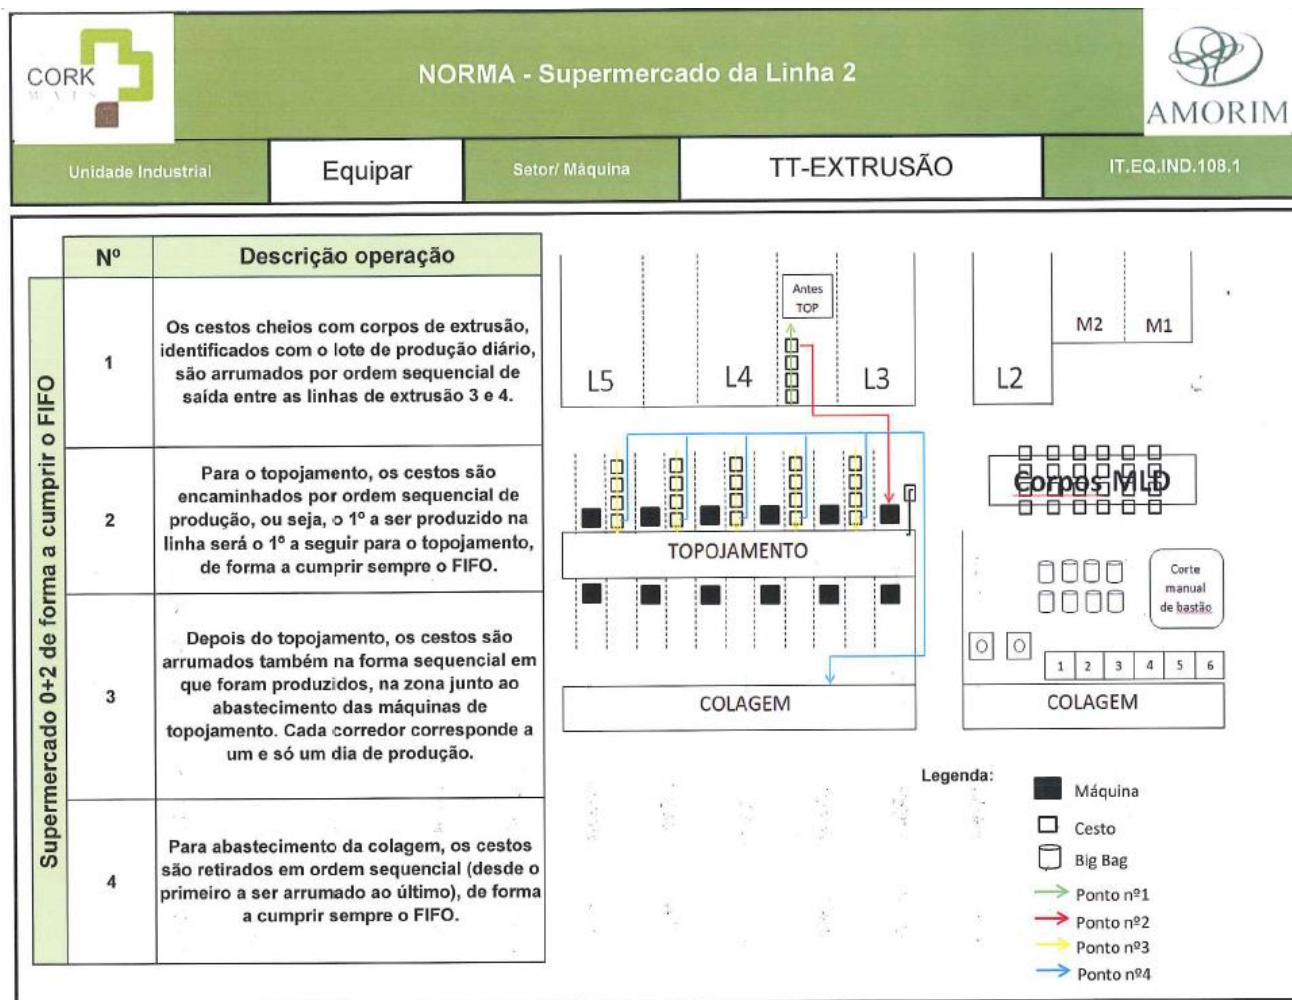 CORK
NORMA - Supermercado da Linha 2
AMORIM
Unidade Industrial
Equipar
Setor/ Máquina
TT-EXTRUSÃO
IT.EQ.IND.108.1
Supermercado 0+2 de forma a cumprir o FIFO
Nº
Descrição operação
1
Os cestos cheios com corpos de extrusão,
identificados com o lote de produção diário,
são arrumados por ordem sequencial de
saída entre as linhas de extrusão 3 e 4.
2
Para o topojamento, os cestos são
encaminhados por ordem sequencial de
produção, ou seja, o 1º a ser produzido na
linha será o 1º a seguir para o topojamento,
de forma a cumprir sempre o FIFO.
3
Depois do topojamento, os cestos são
arrumados também na forma sequencial em
que foram produzidos, na zona junto ao
abastecimento das máquinas de
topojamento. Cada corredor corresponde a
um e só um dia de produção.
4
Para abastecimento da colagem, os cestos
são retirados em ordem sequencial (desde o
primeiro a ser arrumado ao último), de forma
a cumprir sempre o FIFO.
Antes
TOP
L5
L4
L3
L2
M2
M1
Corpos MLD
TOPOJAMENTO
Corte
manual
de bastão
1 2 3 4 5 6
COLAGEM
COLAGEM
Legenda:
Máquina
Cesto
Big Bag
Ponto nº1
Ponto nº2
Ponto nº3
Ponto nº4